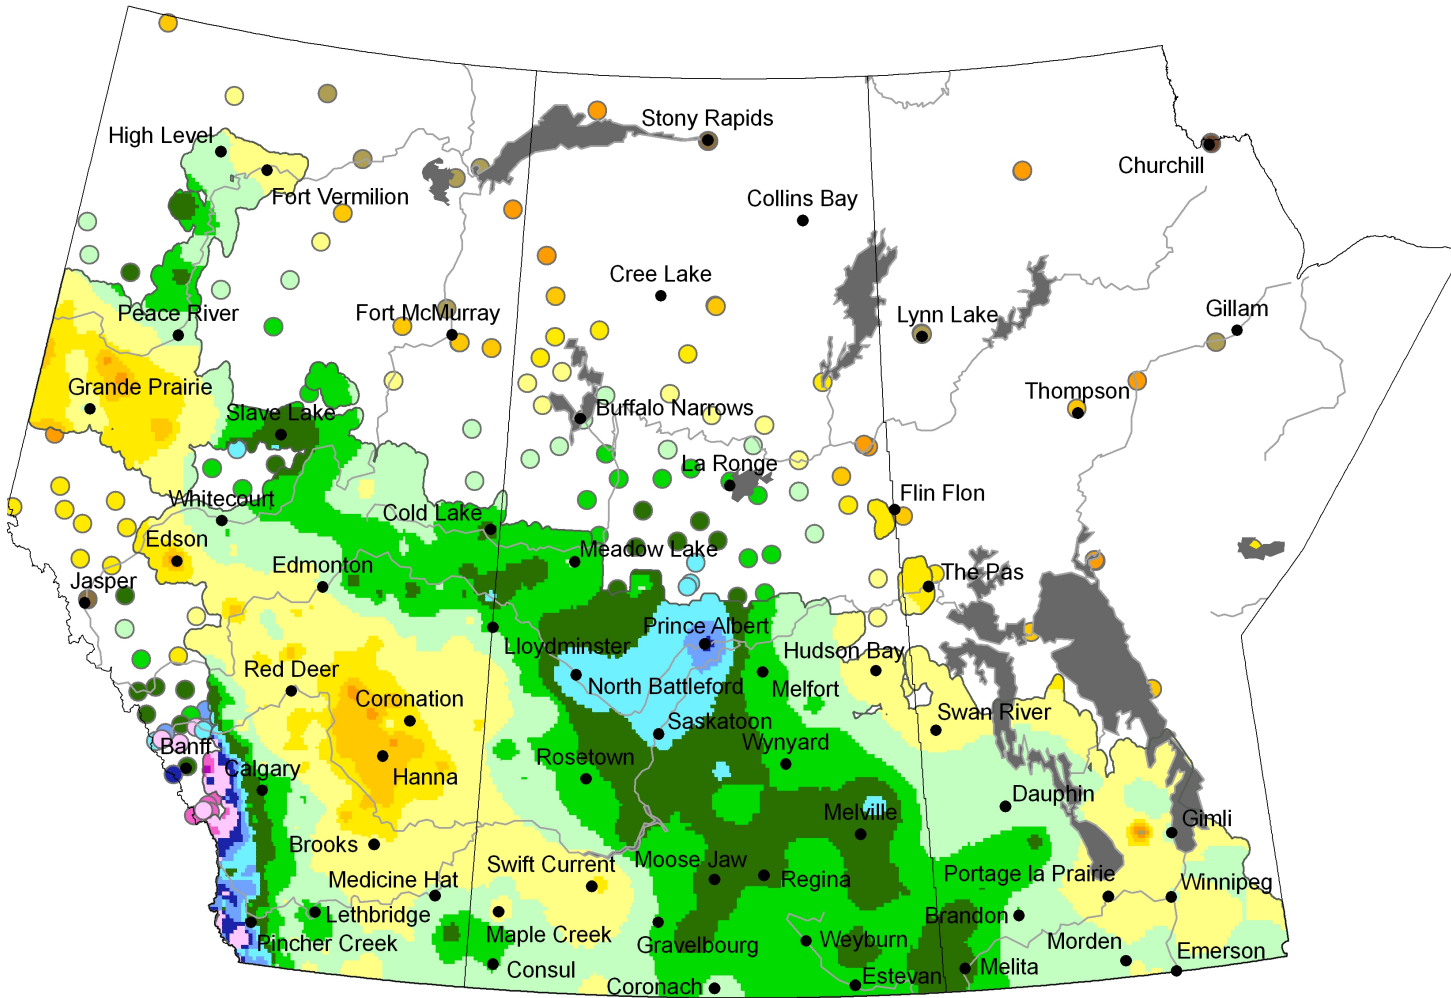 Stony Rapids
High Level
Churchill
Fort Vermilion
Collins Bay
Cree Lake
Peace River
Fort McMurray
Lynn Lake
Gillam
Grande Prairie
Thompson
Slave Lake
Buffalo Narrows
La Ronge
Whitecourt
Flin Flon
Cold Lake
Edson
Meadow Lake
Edmonton
The Pas
Jasper
Prince Albert
Lloydminster
Hudson Bay
Red Deer
North Battleford
Melfort
Coronation
Swan River
Saskatoon
Banff
Wynyard
Rosetown
Calgary
Hanna
Dauphin
Melville
Gimli
Brooks
Swift Current
Moose Jaw
Portage la Prairie
Medicine Hat
Regina
Winnipeg
Lethbridge
Brandon
Maple Creek
Pincher Creek
Gravelbourg
Weyburn
Morden
Emerson
Consul
Melita
Estevan
Coronach